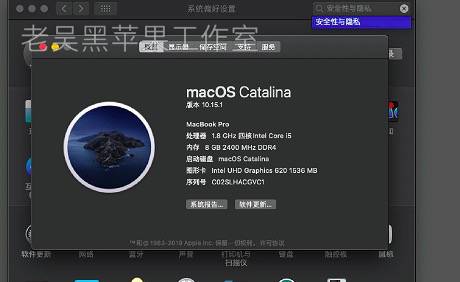 系统偏好设置
安全性与隐私
安全性与隐私
老吴黑苹果工作室
概览 显示器 储存空间 支持 服务
macOS Catalina
版本 10.15.1
MacBook Pro
处理器 1.8 GHz 四核Intel Core i5
内存 8 GB 2400 MHz DDR4
启动磁盘 macOS Catalina
图形卡 Intel UHD Graphics 620 1536 MB
序列号 C02SLHACGVC1
系统报告... 软件更新...
™和© 1983-2019 Apple Inc. 保留一切权利。许可协议
软件更新 网络 蓝牙 声音 打印机与 键盘 触控板 鼠标
扫描仪